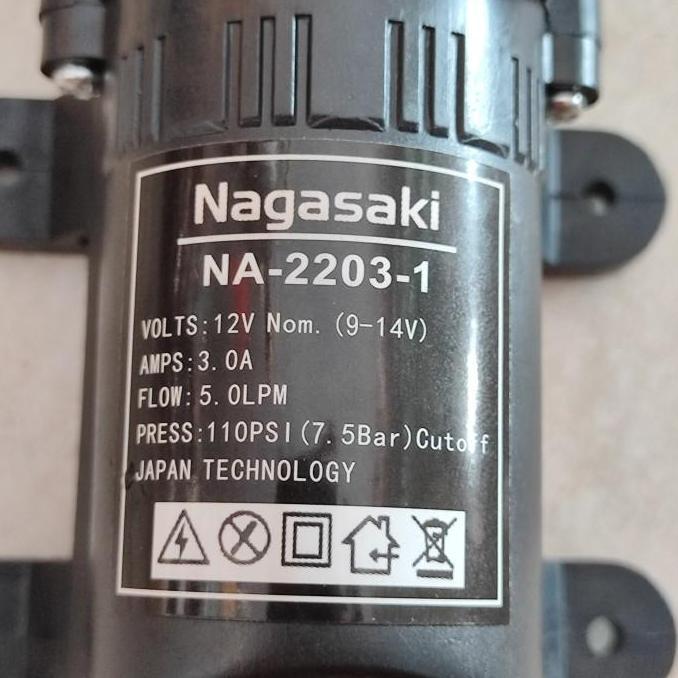 Nagasaki
NA-2203-1
VOLTS:12V Nom.(9-14V)
AMPS:3.0A
FLOW:5.0LPM
PRESS:110PSI(7.5Bar)Cutoff
JAPAN TECHNOLOGY